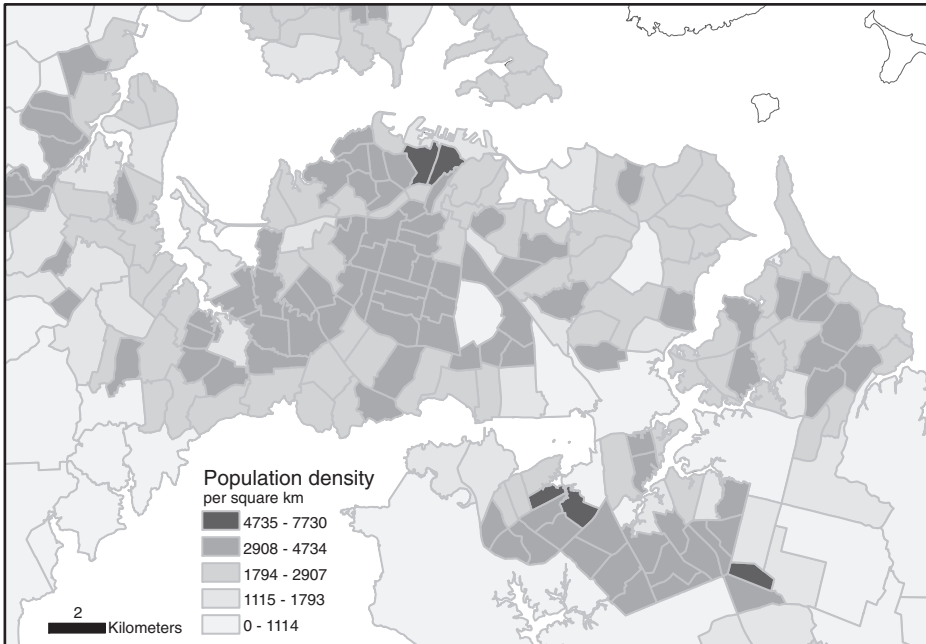 Population density
per square km
4735 - 7730
2908 - 4734
1794 - 2907
1115 - 1793
0 - 1114
2
Kilometers